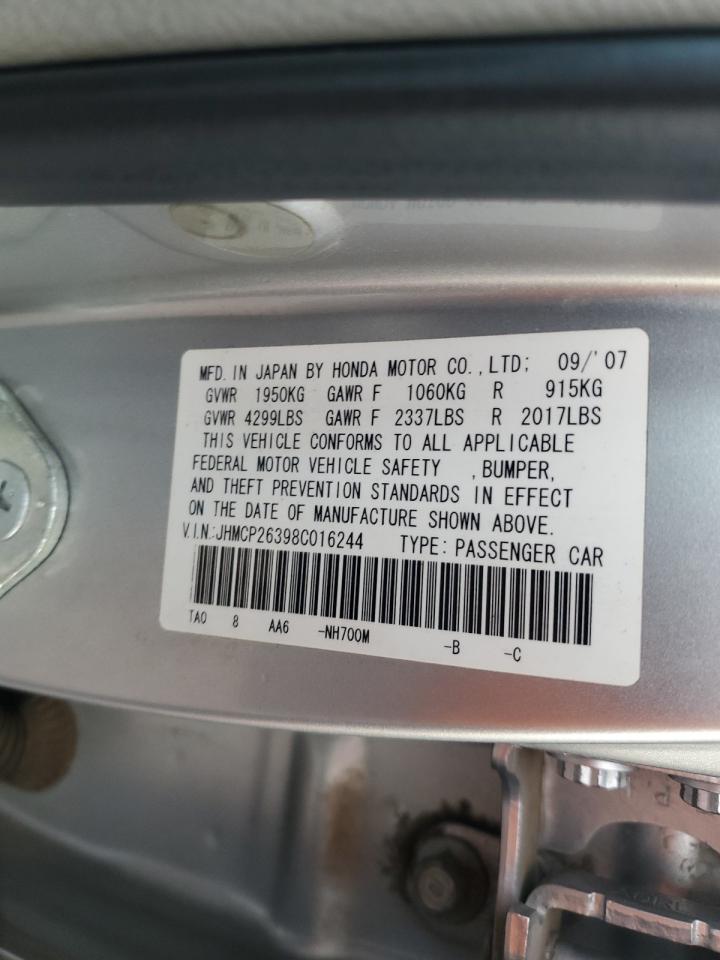 MFD. IN JAPAN BY HONDA MOTOR CO.,LTD; 09/'07
GVWR 1950KG GAWR F 1060KG R 915KG
GVWR 4299LBS GAWR F 2337LBS R 2017LBS
THIS VEHICLE CONFORMS TO ALL APPLICABLE
FEDERAL MOTOR VEHICLE SAFETY ,BUMPER,
AND THEFT PREVENTION STANDARDS IN EFFECT
ON THE DATE OF MANUFACTURE SHOWN ABOVE.
V.I.N.:JHMCP26398C016244 TYPE: PASSENGER CAR
TA0 8 AA6 -NH700M -B -C